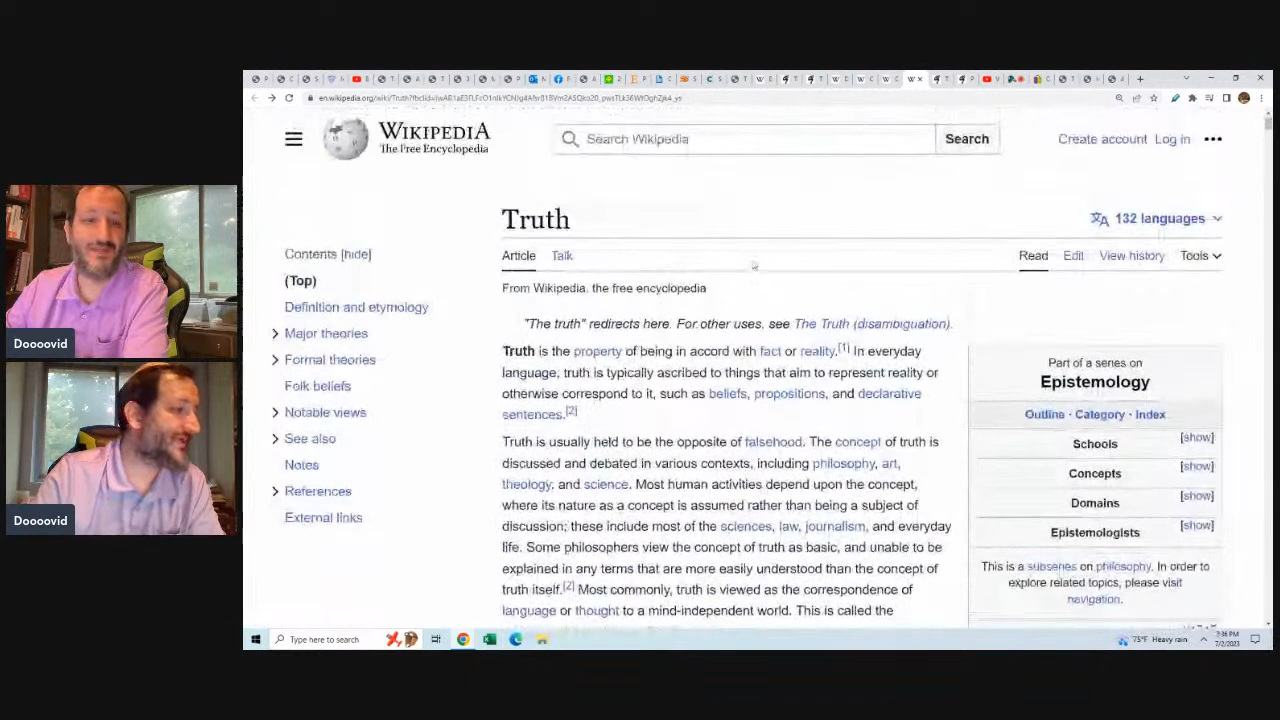 WIKIPEDIA
The Free Encyclopedia
Search Wikipedia
Search
Create account Log in
Truth
132 languages
Article Talk
Read Edit View history Tools
From Wikipedia, the free encyclopedia
"The truth" redirects here. For other uses, see The Truth (disambiguation).
Truth is the property of being in accord with fact or reality.[1] In everyday
language, truth is typically ascribed to things that aim to represent reality or
otherwise correspond to it, such as beliefs, propositions, and declarative
sentences.[2]
Truth is usually held to be the opposite of falsehood. The concept of truth is
discussed and debated in various contexts, including philosophy, art,
theology, and science. Most human activities depend upon the concept,
where its nature as a concept is assumed rather than being a subject of
discussion; these include most of the sciences, law, journalism, and everyday
life. Some philosophers view the concept of truth as basic, and unable to be
explained in any terms that are more easily understood than the concept of
truth itself.[2] Most commonly, truth is viewed as the correspondence of
language or thought to a mind-independent world. This is called the
Contents [hide]
(Top)
Definition and etymology
Major theories
Formal theories
Folk beliefs
Notable views
See also
Notes
References
External links
Part of a series on
Epistemology
Outline · Category · Index
Schools [show]
Concepts [show]
Domains [show]
Epistemologists [show]
This is a subseries on philosophy. In order to
explore related topics, please visit
navigation.
Doooovid
Doooovid
Type here to search
75°F Heavy rain
7/2/2023